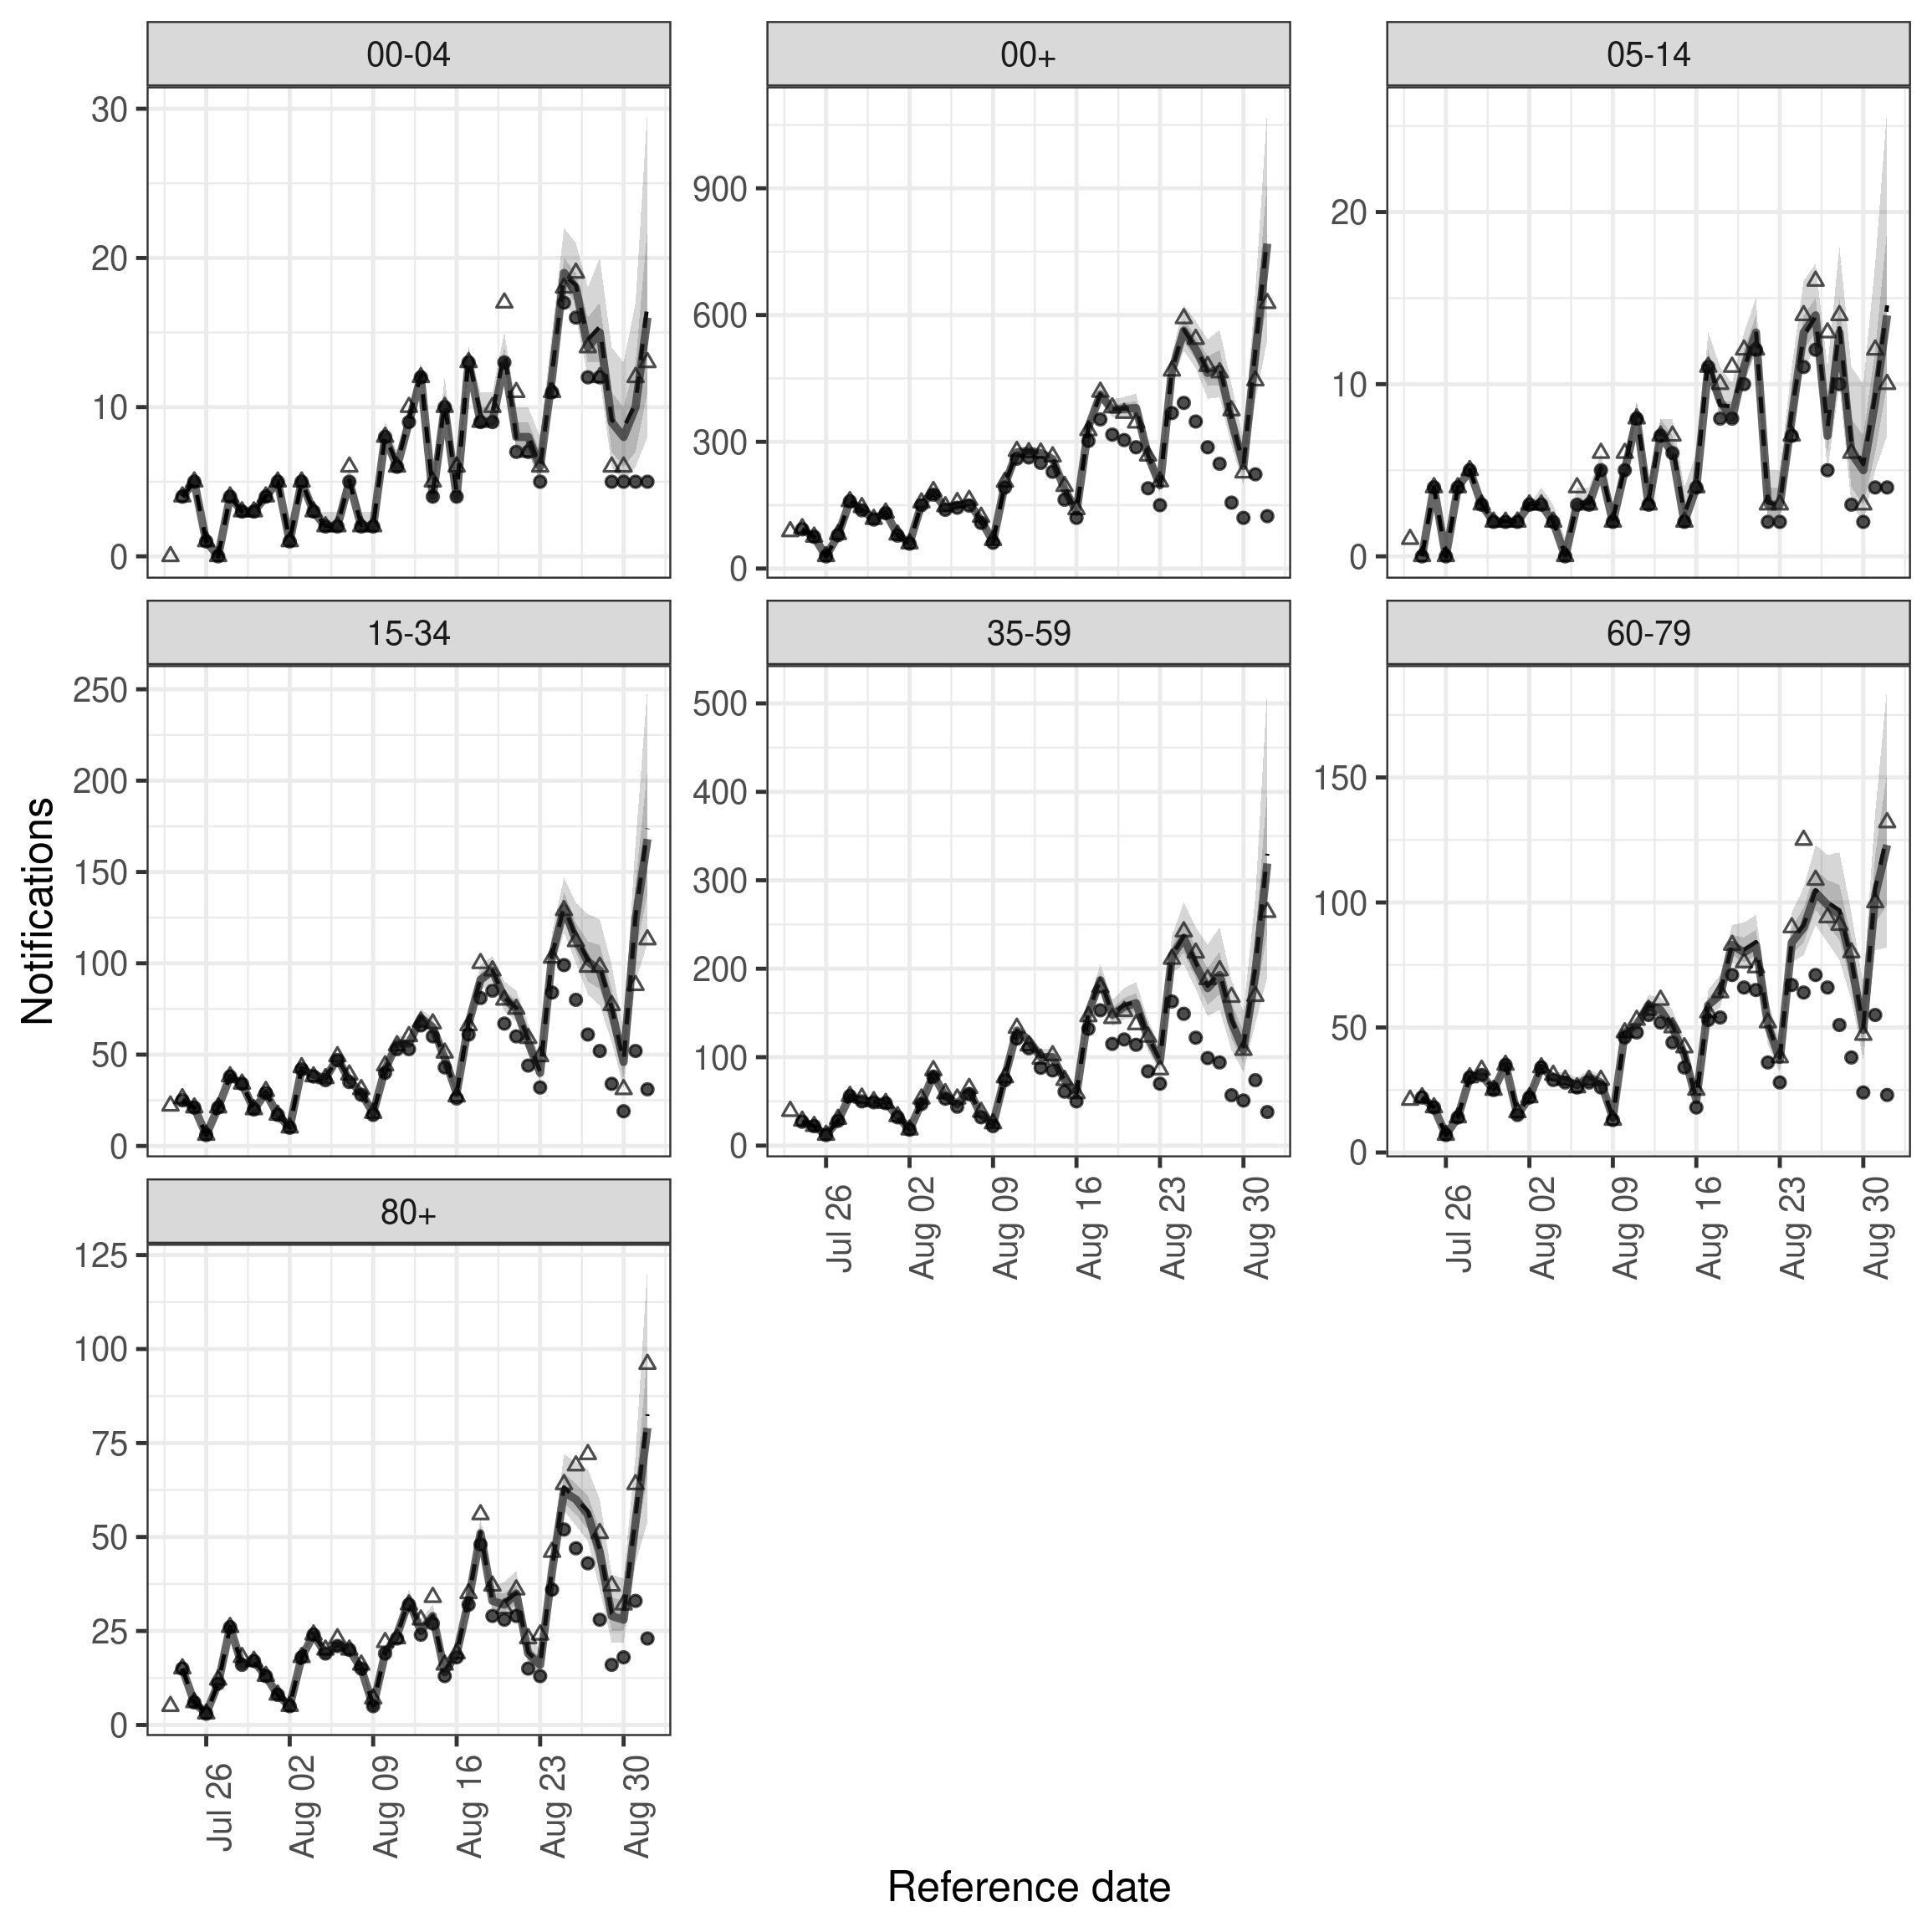 00-04
00+
05-14
30
20
10
0
900
600
300
0
20
10
0
15-34
35-59
60-79
250
200
150
100
50
0
500
400
300
200
100
0
150
100
50
0
Jul 26
Aug 02
Aug 09
Aug 16
Aug 23
Aug 30
Jul 26
Aug 02
Aug 09
Aug 16
Aug 23
Aug 30
80+
125
100
75
50
25
0
Jul 26
Aug 02
Aug 09
Aug 16
Aug 23
Aug 30
Notifications
Reference date